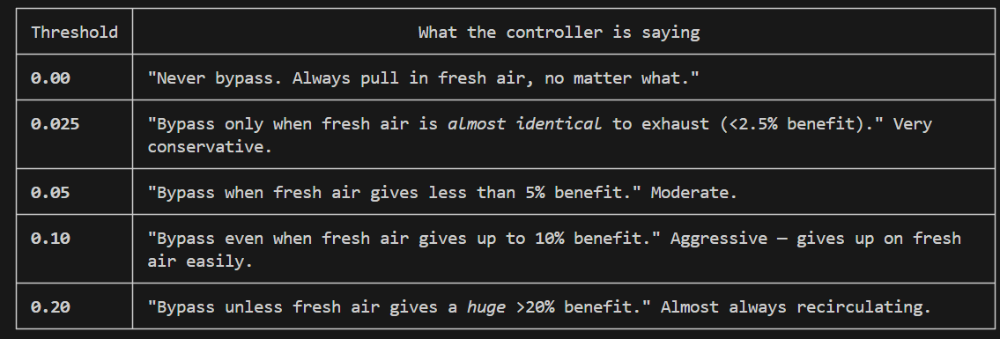 Threshold What the controller is saying
0.00 "Never bypass. Always pull in fresh air, no matter what."
0.025 "Bypass only when fresh air is almost identical to exhaust (<2.5% benefit)." Very
conservative.
0.05 "Bypass when fresh air gives less than 5% benefit." Moderate.
0.10 "Bypass even when fresh air gives up to 10% benefit." Aggressive — gives up on fresh
air easily.
0.20 "Bypass unless fresh air gives a huge >20% benefit." Almost always recirculating.